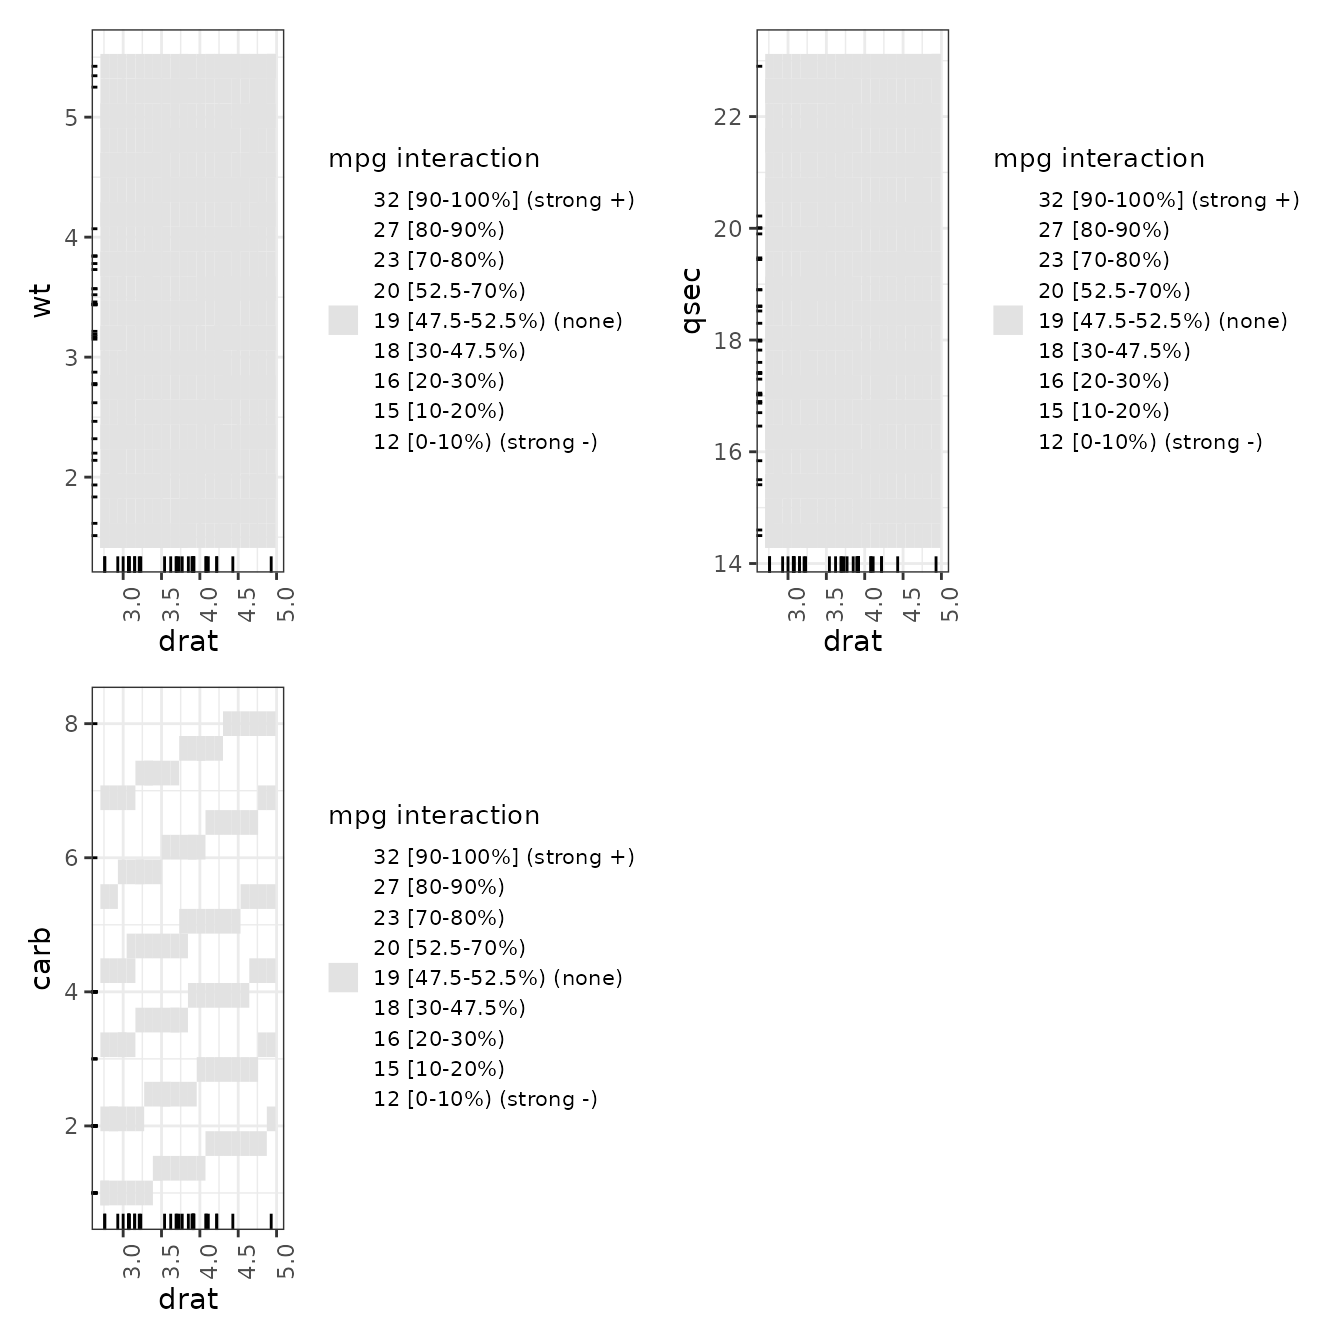 wt
5
4
3
2
3.0
3.5
4.0
4.5
5.0
drat
mpg interaction
32 [90-100%] (strong +)
27 [80-90%)
23 [70-80%)
20 [52.5-70%)
19 [47.5-52.5%) (none)
18 [30-47.5%)
16 [20-30%)
15 [10-20%)
12 [0-10%) (strong -)
qsec
22
20
18
16
14
3.0
3.5
4.0
4.5
5.0
drat
mpg interaction
32 [90-100%] (strong +)
27 [80-90%)
23 [70-80%)
20 [52.5-70%)
19 [47.5-52.5%) (none)
18 [30-47.5%)
16 [20-30%)
15 [10-20%)
12 [0-10%) (strong -)
carb
8
6
4
2
3.0
3.5
4.0
4.5
5.0
drat
mpg interaction
32 [90-100%] (strong +)
27 [80-90%)
23 [70-80%)
20 [52.5-70%)
19 [47.5-52.5%) (none)
18 [30-47.5%)
16 [20-30%)
15 [10-20%)
12 [0-10%) (strong -)